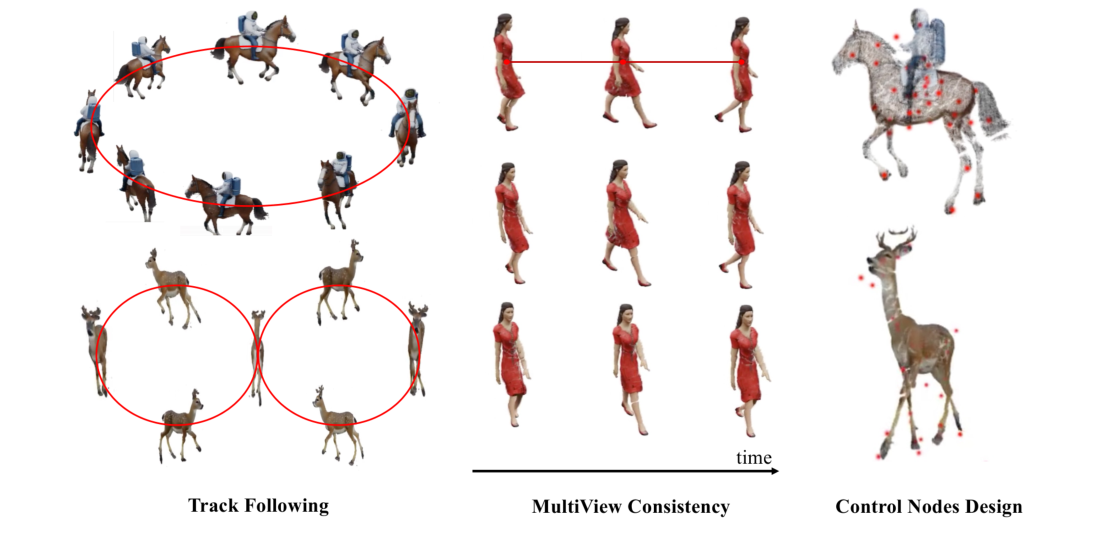 time
Track Following
MultiView Consistency
Control Nodes Design